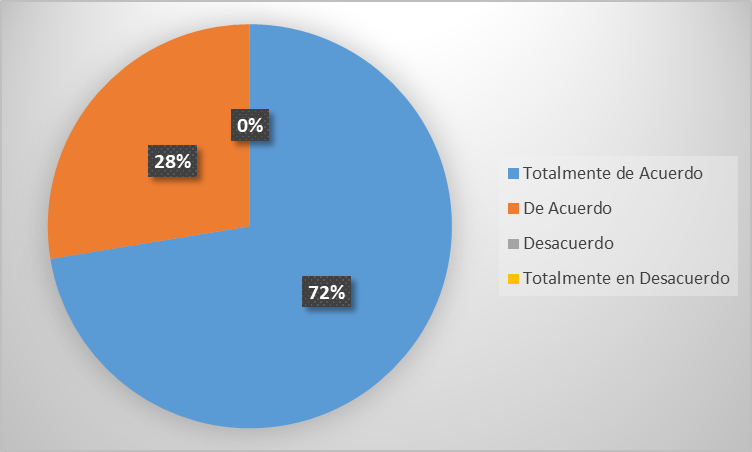 0%
28%
72%
Totalmente de Acuerdo
De Acuerdo
Desacuerdo
Totalmente en Desacuerdo